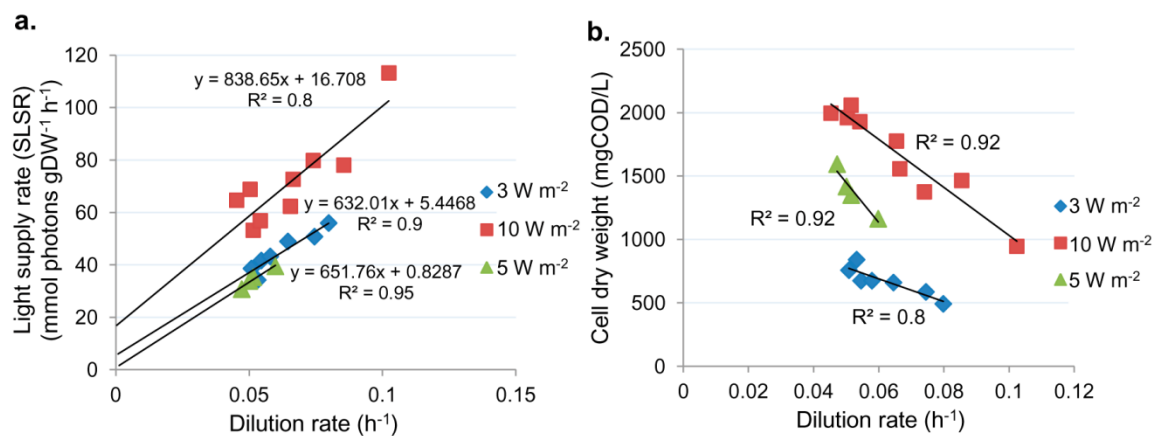 a.
Light supply rate (SLSR)
(mmol photons gDW⁻¹ h⁻¹)
120
100
80
60
40
20
0
y = 838.65x + 16.708
R² = 0.8
y = 632.01x + 5.4468
R² = 0.9
y = 651.76x + 0.8287
R² = 0.95
3 W m⁻²
10 W m⁻²
5 W m⁻²
0
0.05
0.1
0.15
Dilution rate (h⁻¹)
b.
Cell dry weight (mgCOD/L)
2500
2000
1500
1000
500
0
R² = 0.92
R² = 0.92
R² = 0.8
3 W m⁻²
10 W m⁻²
5 W m⁻²
0
0.02
0.04
0.06
0.08
0.1
0.12
Dilution rate (h⁻¹)